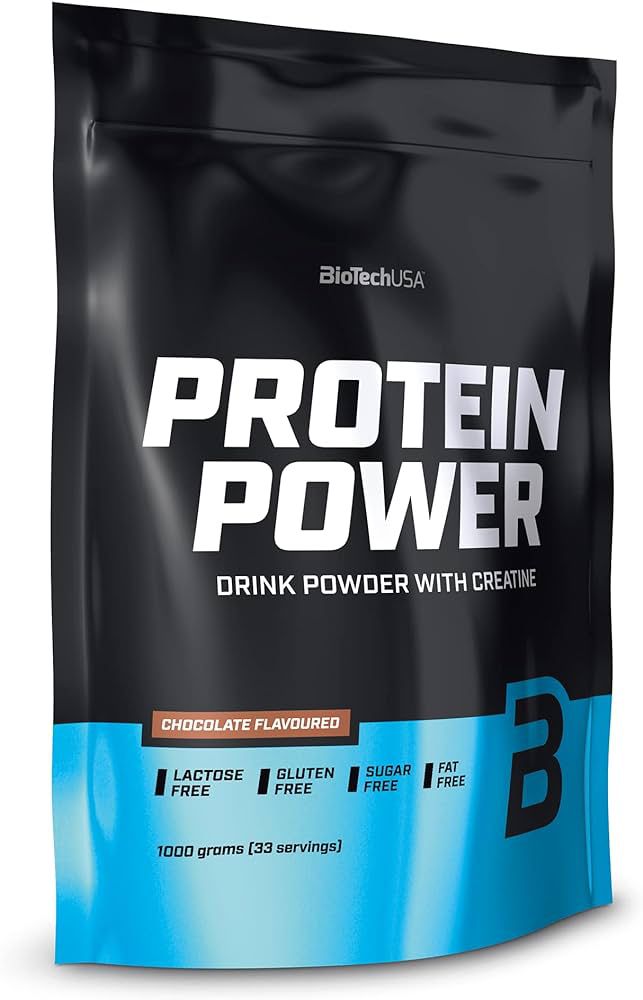 BioTechUSA™
PROTEIN
POWER
DRINK POWDER WITH CREATINE
CHOCOLATE FLAVOURED
LACTOSE FREE
GLUTEN FREE
SUGAR FREE
FAT FREE
1000 grams (33 servings)
B